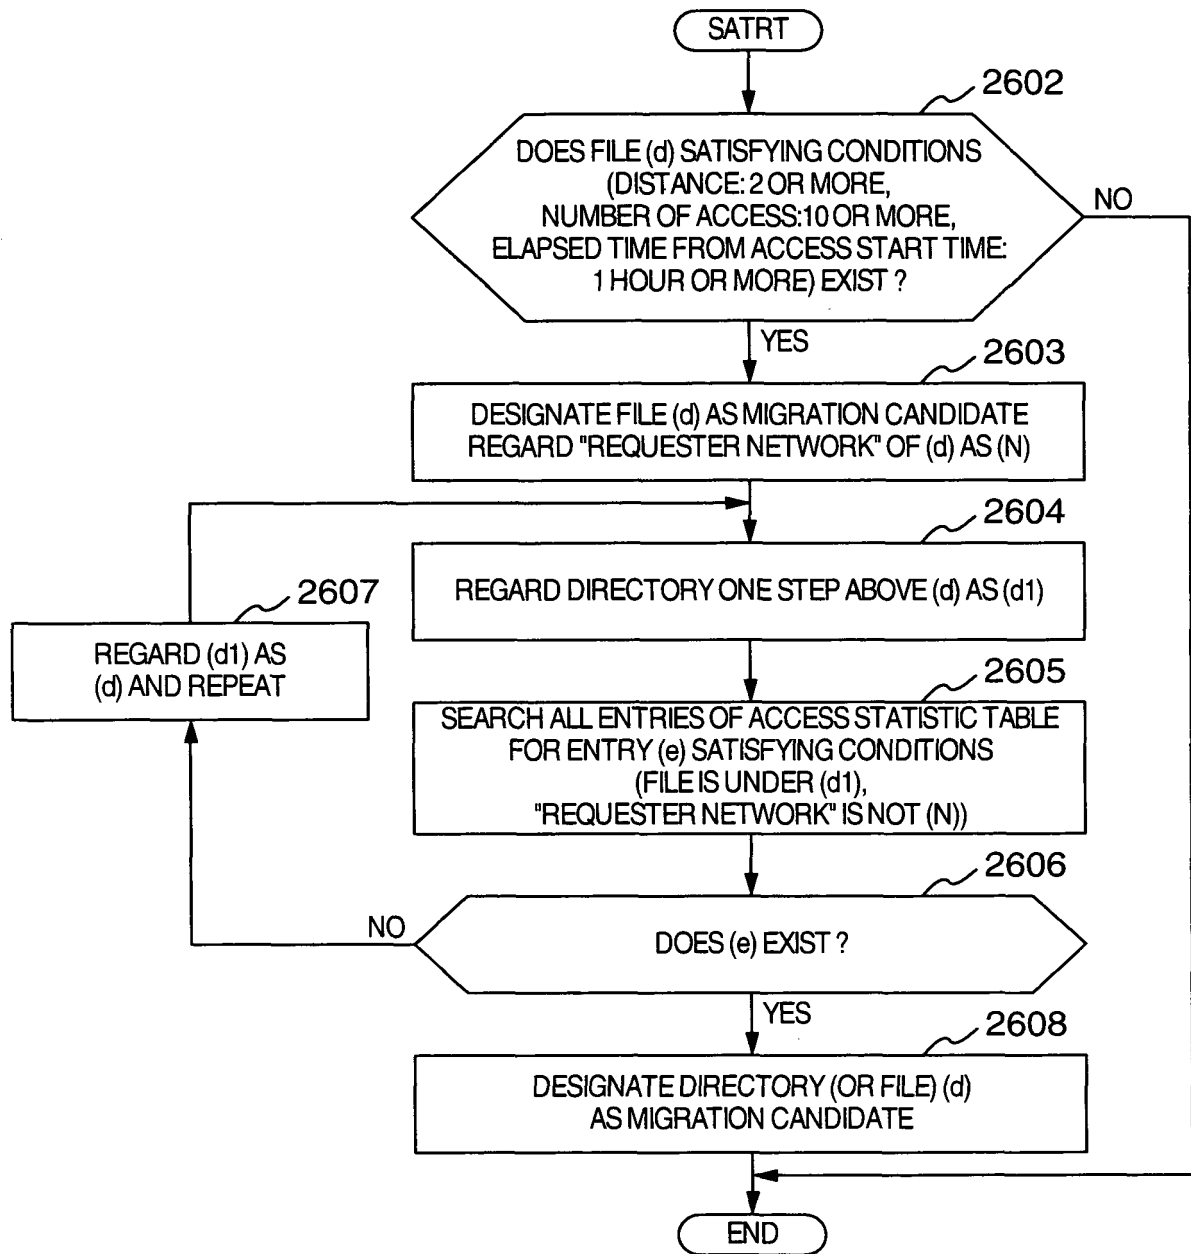 SATRT
2602
DOES FILE (d) SATISFYING CONDITIONS
(DISTANCE: 2 OR MORE,
NUMBER OF ACCESS:10 OR MORE,
ELAPSED TIME FROM ACCESS START TIME:
1 HOUR OR MORE) EXIST ?
NO
YES
2603
DESIGNATE FILE (d) AS MIGRATION CANDIDATE
REGARD "REQUESTER NETWORK" OF (d) AS (N)
2604
REGARD DIRECTORY ONE STEP ABOVE (d) AS (d1)
2607
REGARD (d1) AS
(d) AND REPEAT
2605
SEARCH ALL ENTRIES OF ACCESS STATISTIC TABLE
FOR ENTRY (e) SATISFYING CONDITIONS
(FILE IS UNDER (d1),
"REQUESTER NETWORK" IS NOT (N))
2606
NO
DOES (e) EXIST ?
YES
2608
DESIGNATE DIRECTORY (OR FILE) (d)
AS MIGRATION CANDIDATE
END